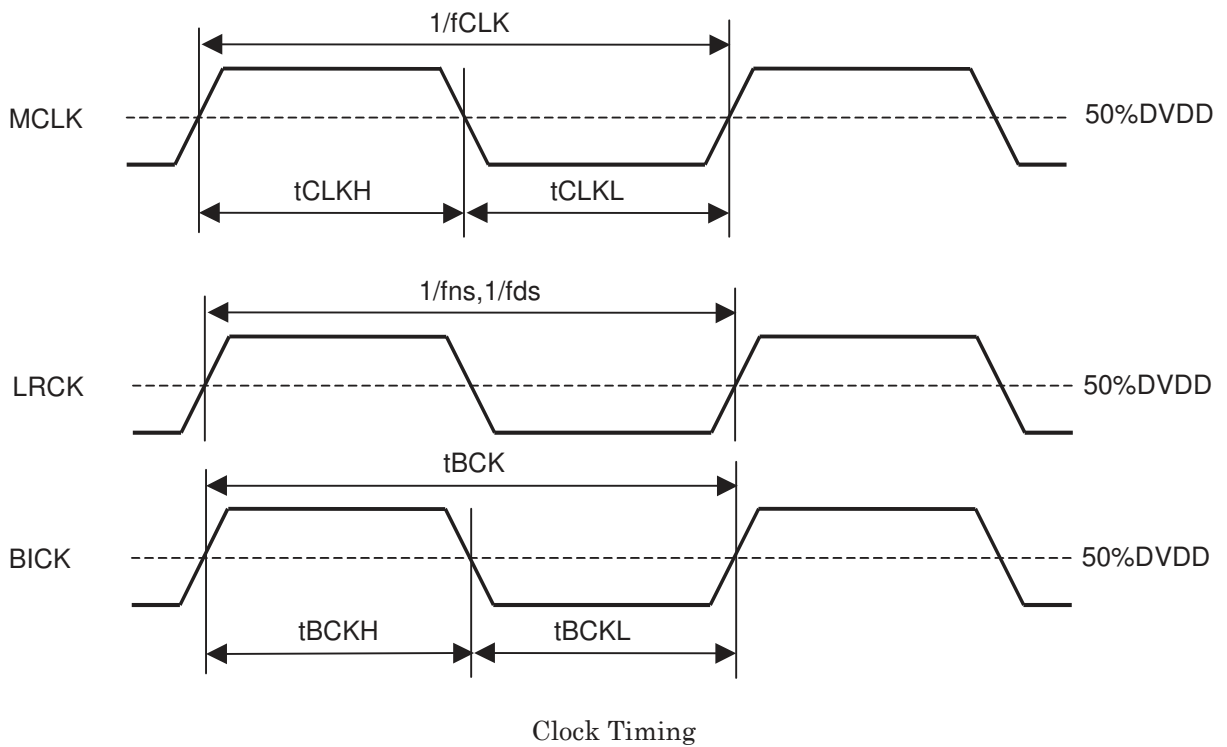 1/fCLK
MCLK
50%DVDD
tCLKH
tCLKL
1/fns,1/fds
LRCK
50%DVDD
tBCK
BICK
50%DVDD
tBCKH
tBCKL
Clock Timing